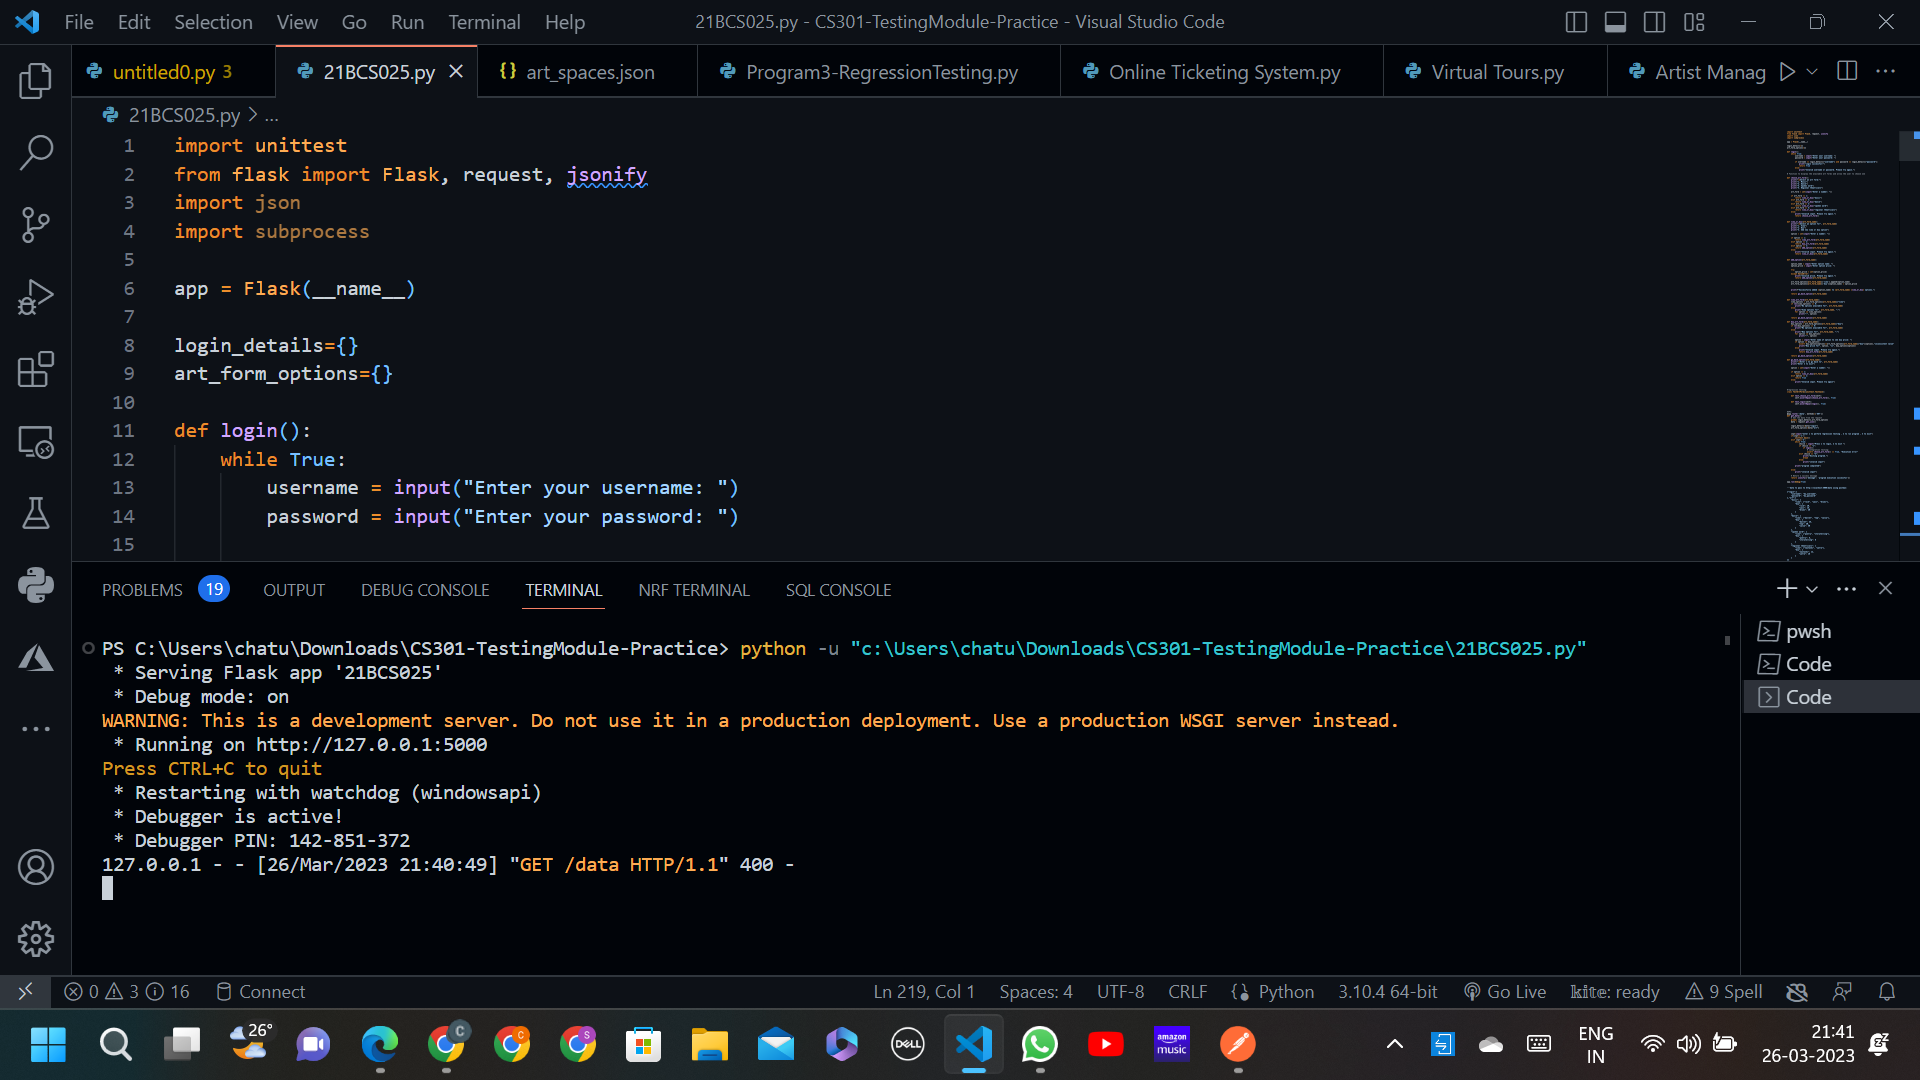 File Edit Selection View Go Run Terminal Help 21BCS025.py - CS301-TestingModule-Practice - Visual Studio Code
untitled0.py 3 21BCS025.py {} art_spaces.json Program3-RegressionTesting.py Online Ticketing System.py Virtual Tours.py Artist Manag
21BCS025.py > ...
1 import unittest
2 from flask import Flask, request, jsonify
3 import json
4 import subprocess
5
6 app = Flask(__name__)
7
8 login_details={}
9 art_form_options={}
10
11 def login():
12 while True:
13 username = input("Enter your username: ")
14 password = input("Enter your password: ")
15
PROBLEMS 19 OUTPUT DEBUG CONSOLE TERMINAL NRF TERMINAL SQL CONSOLE
pwsh
Code
Code
PS C:\Users\chatu\Downloads\CS301-TestingModule-Practice> python -u "c:\Users\chatu\Downloads\CS301-TestingModule-Practice\21BCS025.py"
* Serving Flask app '21BCS025'
* Debug mode: on
WARNING: This is a development server. Do not use it in a production deployment. Use a production WSGI server instead.
* Running on http://127.0.0.1:5000
Press CTRL+C to quit
* Restarting with watchdog (windowsapi)
* Debugger is active!
* Debugger PIN: 142-851-372
127.0.0.1 - - [26/Mar/2023 21:40:49] "GET /data HTTP/1.1" 400 -
0 3 16 Connect Ln 219, Col 1 Spaces: 4 UTF-8 CRLF Python 3.10.4 64-bit Go Live kite: ready 9 Spell
26° C C S DELL amazon music ENG IN 21:41 26-03-2023